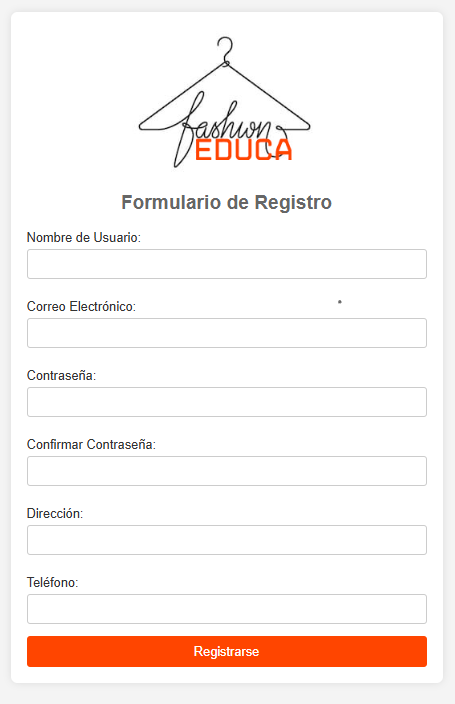 fashion
EDUCA
Formulario de Registro
Nombre de Usuario:
Correo Electrónico:
Contraseña:
Confirmar Contraseña:
Dirección:
Teléfono:
Registrarse